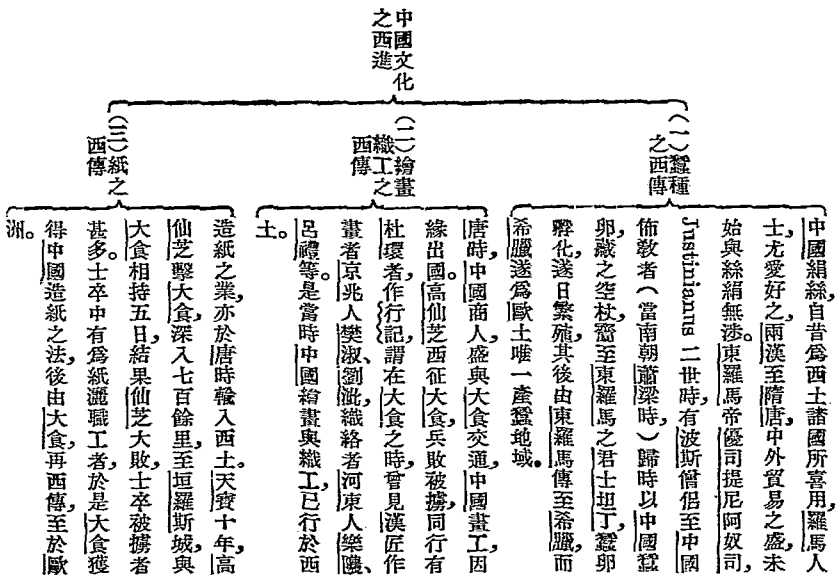 中國文化
之西進
(一)蠶種
之西傳
中國絹絲,自昔為西土諸國所喜用,羅馬人
士,尤愛好之,兩漢至隋唐,中外貿易之盛,未
始與絲絹無涉。東羅馬帝優司提尼阿奴司,
Justinianus 二世時,有波斯僧侶至中國
佈敎者(當南朝蕭梁時,)歸時以中國蠶
卵,藏之空杖,齎至東羅馬之君士坦丁,蠶卵
孵化,遂日繁殖,其後由東羅馬傳至希臘,而
希臘遂爲歐土唯一產蠶地域。
(二)繪畫
織工之
西傳
唐時,中國商人盛與大食交通,中國畫工,因
緣出國。高仙芝西征大食,兵敗被擄,同行有
杜環者,作行記,謂在大食之時,曾見漢匠作
畫者,京兆人樊淑、劉泚,織絡者,河東人樂隱、
呂禮等。是當時中國繪畫與織工,已行於西
土。
(三)紙之
西傳
造紙之業,亦於唐時輸入西土。天寶十年,高
仙芝擊大食,深入七百餘里,至垣羅斯城,與
大食相持五日,結果仙芝大敗,士卒被擄者
甚多。士卒中有爲紙灑職工者,於是大食獲
得中國造紙之法,後由大食再西傳,至於歐
洲。